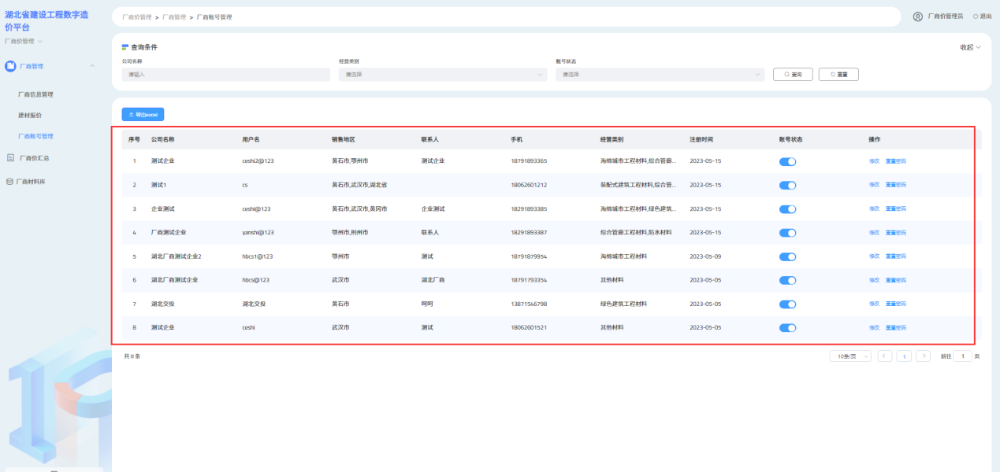 湖北省建设工程数字造
价平台
厂商价管理
厂商管理
厂商信息管理
建材报价
厂商账号管理
厂商价汇总
厂商材料库
厂商价管理 > 厂商管理 > 厂商账号管理
厂商价管理员 退出
查询条件 收起
公司名称 经营类别 账号状态
请输入 请选择 请选择 查询 重置
导出excel
序号 公司名称 用户名 销售地区 联系人 手机 经营类别 注册时间 账号状态 操作
1 测试企业 ceshi2@123 黄石市,鄂州市 测试企业 18791893365 海绵城市工程材料,综合管廊... 2023-05-15 修改 重置密码
2 测试1 cs 黄石市,武汉市,湖北省 18062601212 装配式建筑工程材料,综合管... 2023-05-15 修改 重置密码
3 企业测试 ceshi@123 黄石市,武汉市,黄冈市 企业测试 18291893385 海绵城市工程材料,绿色建筑... 2023-05-15 修改 重置密码
4 厂商测试企业 yanshi@123 鄂州市,荆州市 联系人 18291893387 综合管廊工程材料,防水材料 2023-05-15 修改 重置密码
5 湖北厂商测试企业2 hbcs1@123 鄂州市 测试 18791879954 海绵城市工程材料 2023-05-09 修改 重置密码
6 湖北厂商测试企业 hbcs@123 武汉市 湖北厂商 18791793354 其他材料 2023-05-05 修改 重置密码
7 湖北交投 湖北交投 黄石市 呵呵 13871546798 绿色建筑工程材料 2023-05-05 修改 重置密码
8 测试企业 ceshi 武汉市 测试 18062601521 其他材料 2023-05-05 修改 重置密码
共 8 条 10条/页 1 前往 1 页